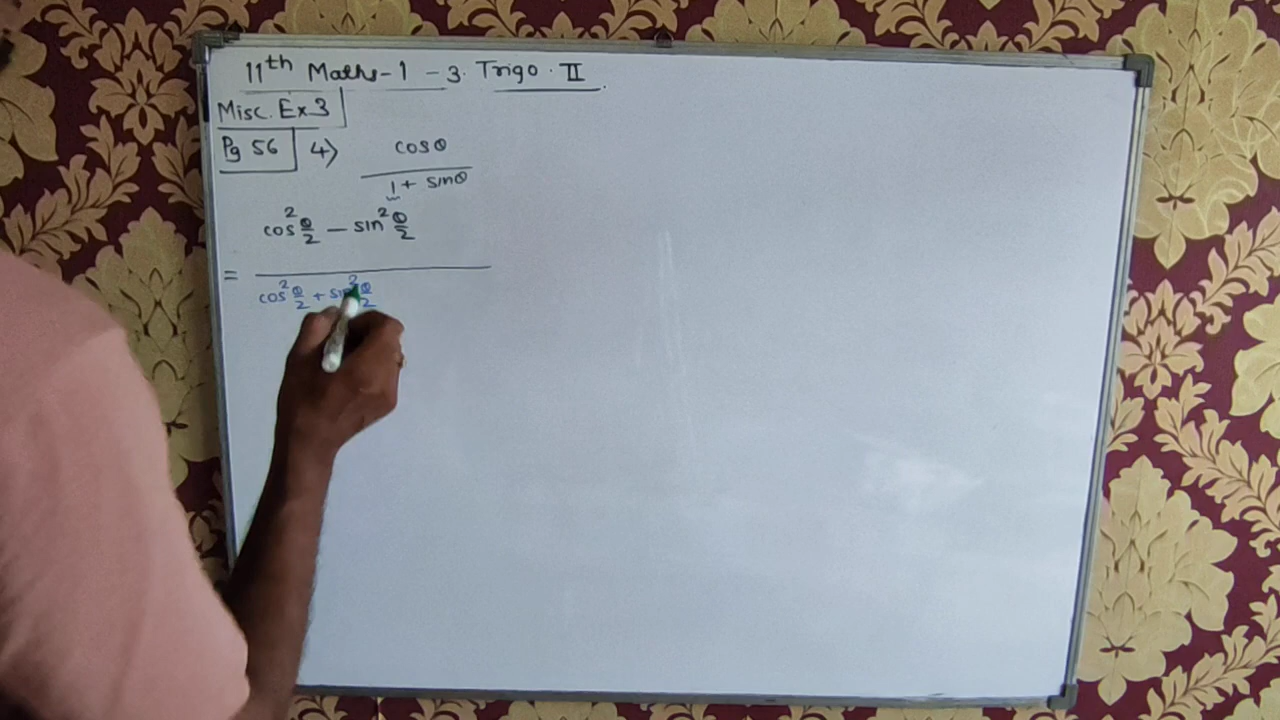 11th Maths-1 - 3. Trigo. II.
Misc. Ex 3
Pg 56 4) cosθ
1 + sinθ
cos²θ/2 − sin²θ/2
=
cos²θ/2 + sin²θ/2